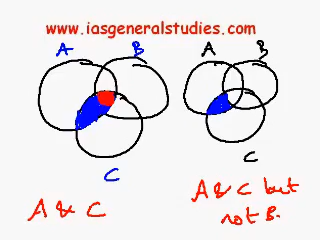 www.iasgeneralstudies.com
A B
A B
C
C
A & C
A & C but
not B.